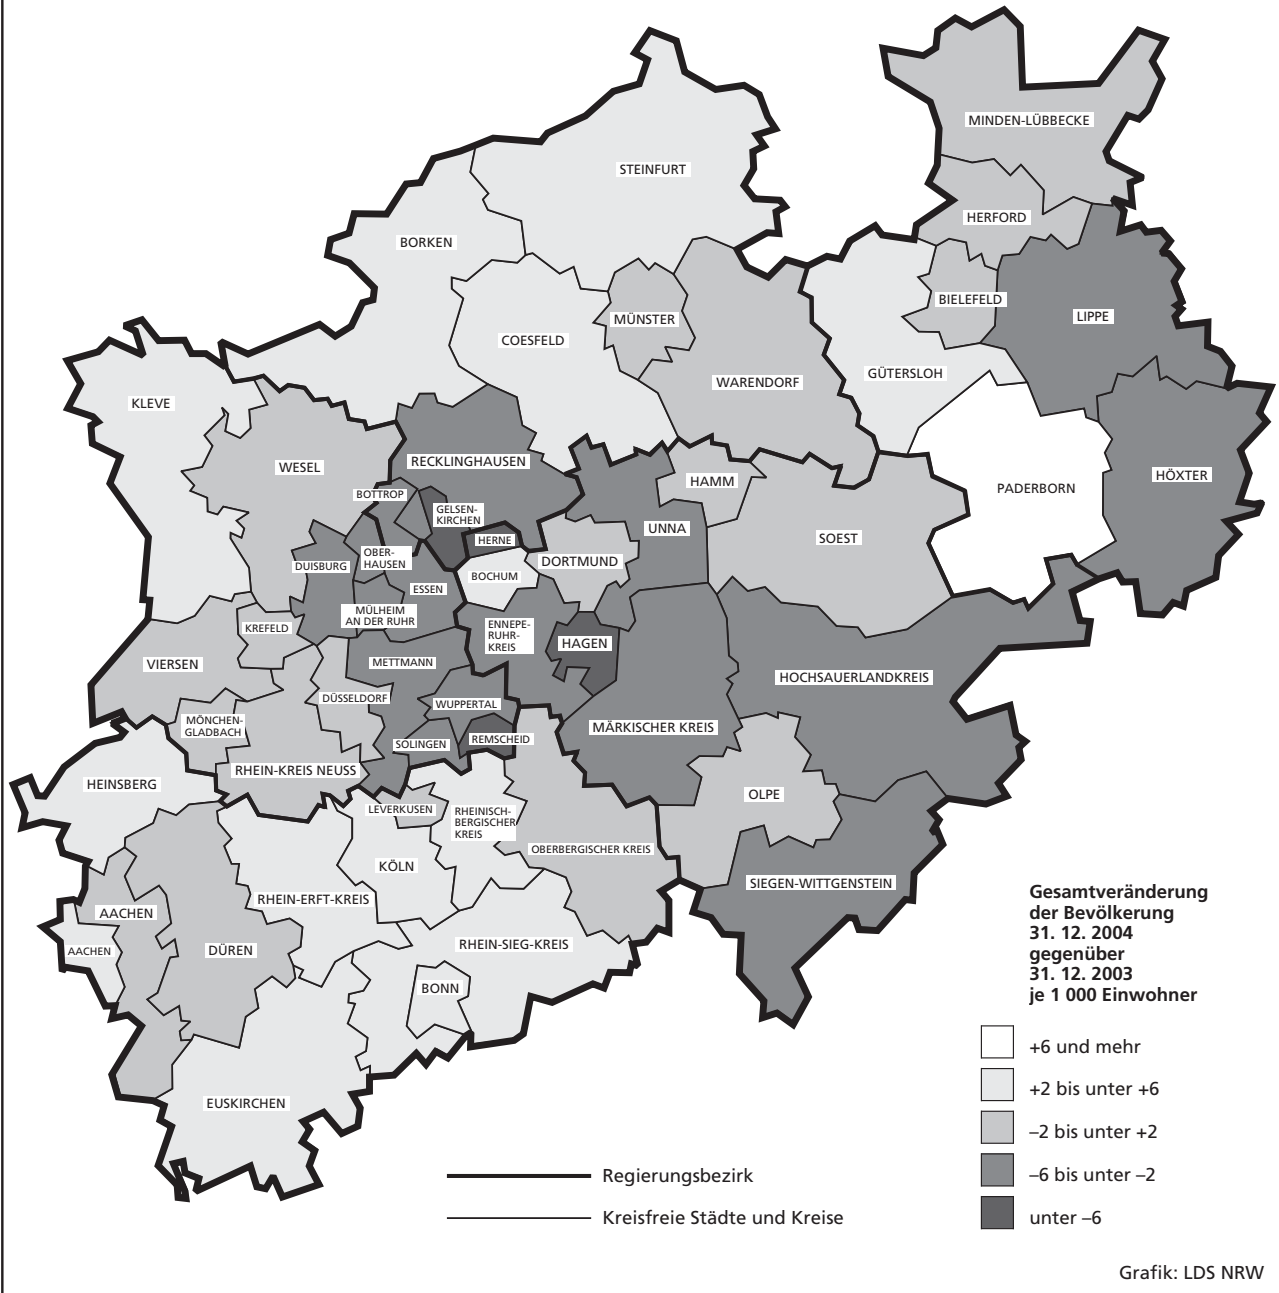 MINDEN-LÜBBECKE
STEINFURT
HERFORD
BORKEN
BIELEFELD
LIPPE
MÜNSTER
COESFELD
WARENDORF
GÜTERSLOH
KLEVE
RECKLINGHAUSEN
WESEL
HÖXTER
HAMM
PADERBORN
BOTTROP
GELSEN-
KIRCHEN
UNNA
SOEST
HERNE
OBER-
HAUSEN
DORTMUND
DUISBURG
BOCHUM
ESSEN
MÜLHEIM
AN DER RUHR
KREFELD
ENNEPE-
RUHR-
KREIS
HAGEN
VIERSEN
METTMANN
HOCHSAUERLANDKREIS
DÜSSELDORF
WUPPERTAL
MÖNCHEN-
GLADBACH
MÄRKISCHER KREIS
SOLINGEN
REMSCHEID
RHEIN-KREIS NEUSS
HEINSBERG
OLPE
LEVERKUSEN
RHEINISCH-
BERGISCHER
KREIS
OBERBERGISCHER KREIS
KÖLN
SIEGEN-WITTGENSTEIN
RHEIN-ERFT-KREIS
AACHEN
RHEIN-SIEG-KREIS
AACHEN
DÜREN
BONN
EUSKIRCHEN
Gesamtveränderung
der Bevölkerung
31. 12. 2004
gegenüber
31. 12. 2003
je 1 000 Einwohner
+6 und mehr
+2 bis unter +6
–2 bis unter +2
–6 bis unter –2
unter –6
Regierungsbezirk
Kreisfreie Städte und Kreise
Grafik: LDS NRW